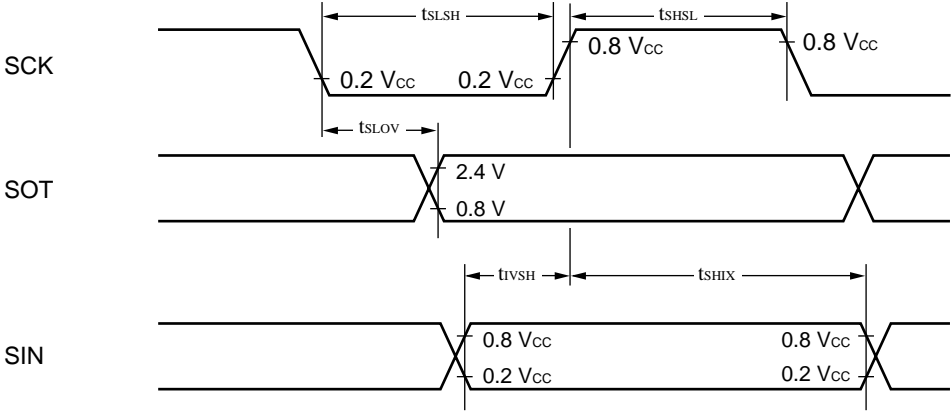 tSLSH
tSHSL
SCK
0.8 VCC
0.8 VCC
0.2 VCC
0.2 VCC
tSLOV
SOT
2.4 V
0.8 V
tIVSH
tSHIX
SIN
0.8 VCC
0.8 VCC
0.2 VCC
0.2 VCC